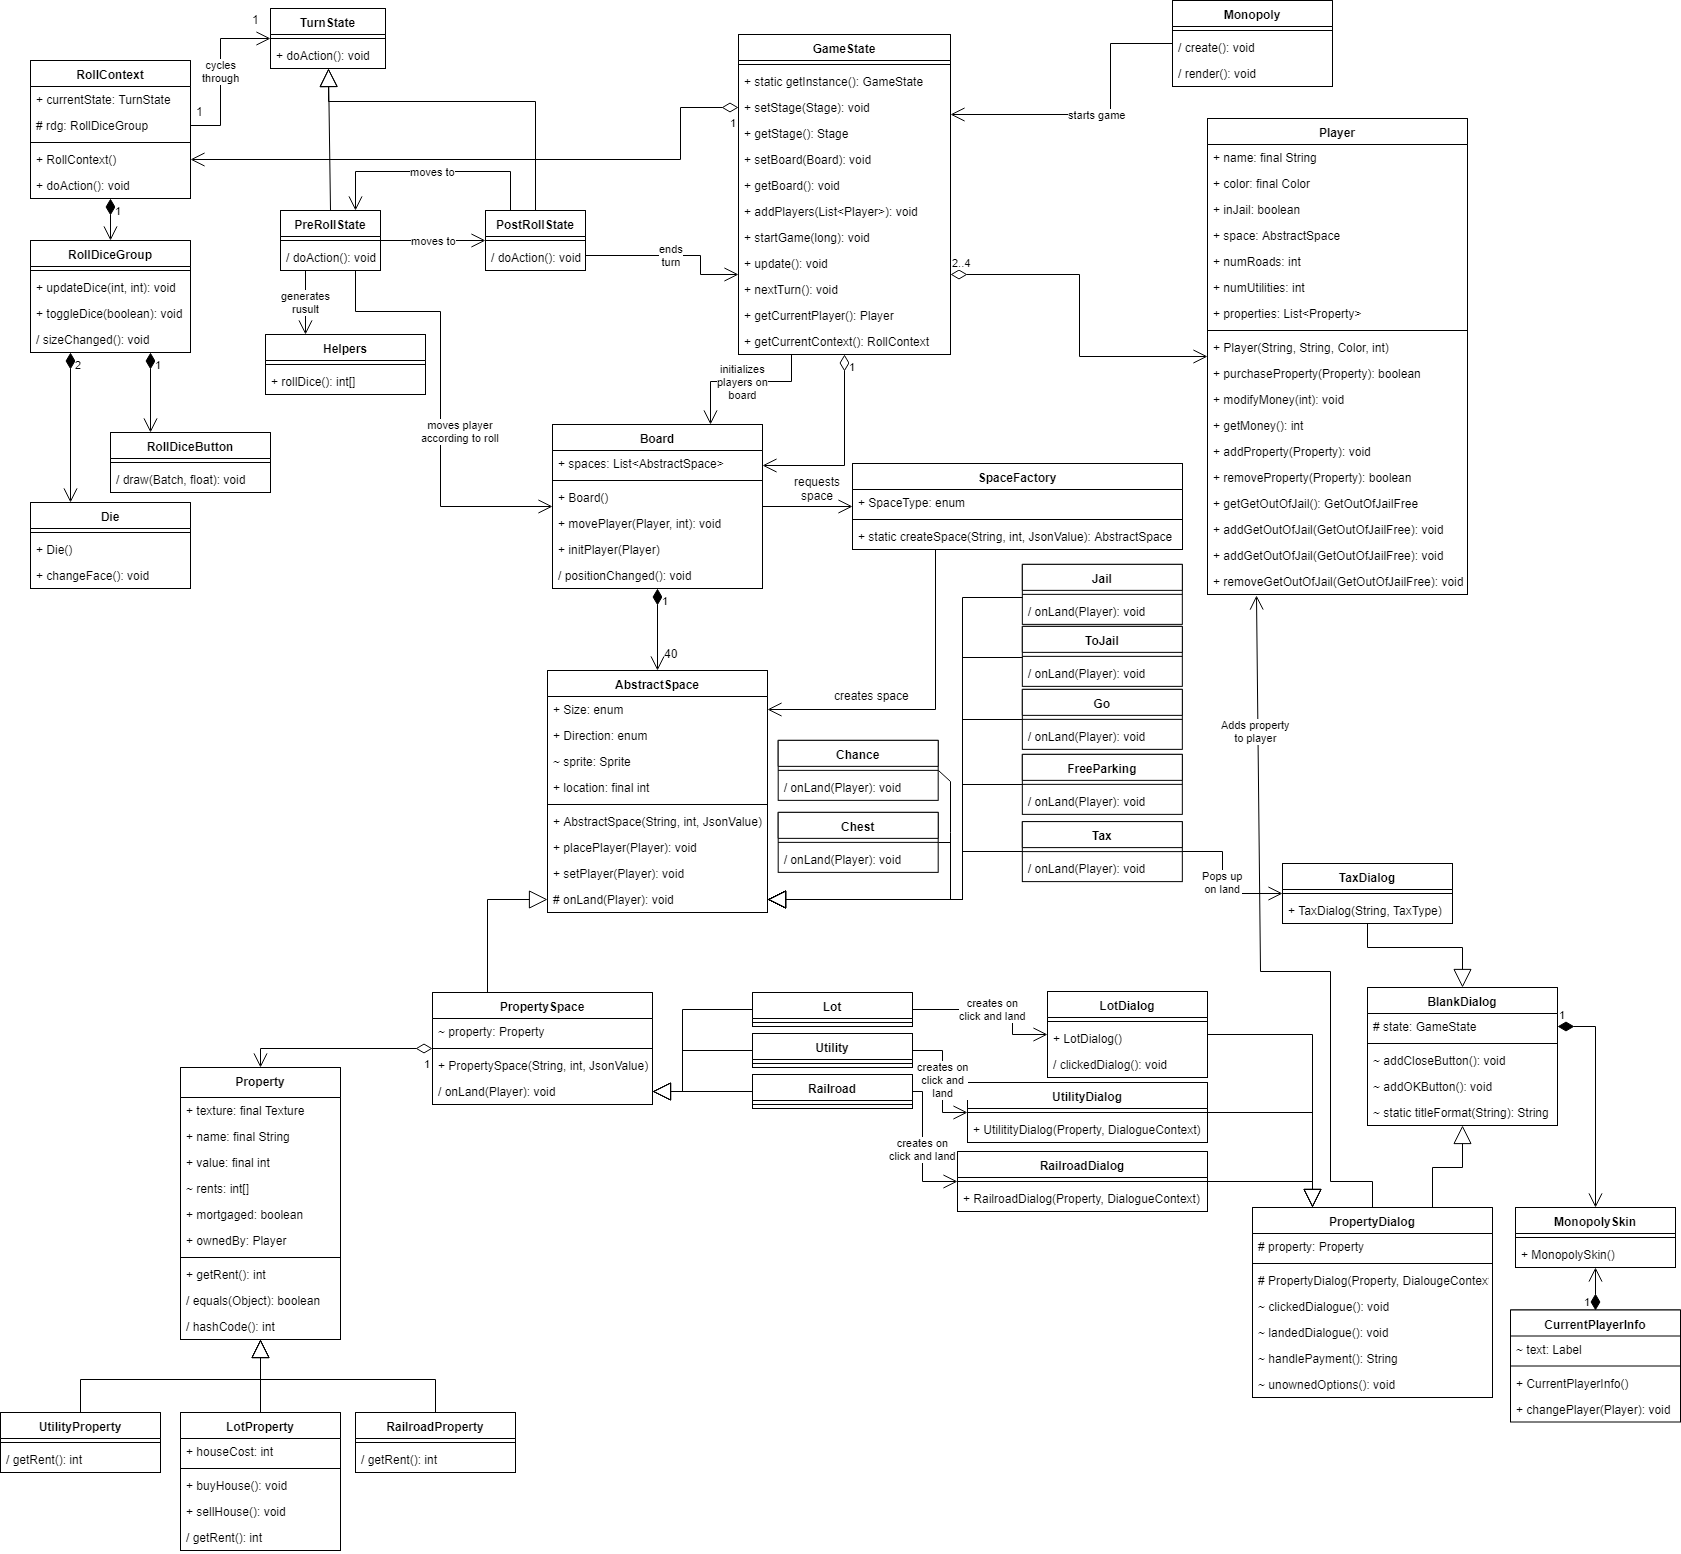 TurnState
+ doAction(): void
1
cycles
through
1
RollContext
+ currentState: TurnState
# rdg: RollDiceGroup
+ RollContext()
+ doAction(): void
1
RollDiceGroup
+ updateDice(int, int): void
+ toggleDice(boolean): void
/ sizeChanged(): void
2
1
RollDiceButton
/ draw(Batch, float): void
Die
+ Die()
+ changeFace(): void
moves to
PreRollState
/ doAction(): void
moves to
PostRollState
/ doAction(): void
ends
turn
generates
rusult
Helpers
+ rollDice(): int[]
moves player
according to roll
GameState
+ static getInstance(): GameState
+ setStage(Stage): void
+ getStage(): Stage
+ setBoard(Board): void
+ getBoard(): void
+ addPlayers(List<Player>): void
+ startGame(long): void
+ update(): void
+ nextTurn(): void
+ getCurrentPlayer(): Player
+ getCurrentContext(): RollContext
1
2..4
1
initializes
players on
board
Monopoly
/ create(): void
/ render(): void
starts game
Player
+ name: final String
+ color: final Color
+ inJail: boolean
+ space: AbstractSpace
+ numRoads: int
+ numUtilities: int
+ properties: List<Property>
+ Player(String, String, Color, int)
+ purchaseProperty(Property): boolean
+ modifyMoney(int): void
+ getMoney(): int
+ addProperty(Property): void
+ removeProperty(Property): boolean
+ getGetOutOfJail(): GetOutOfJailFree
+ addGetOutOfJail(GetOutOfJailFree): void
+ addGetOutOfJail(GetOutOfJailFree): void
+ removeGetOutOfJail(GetOutOfJailFree): void
Board
+ spaces: List<AbstractSpace>
+ Board()
+ movePlayer(Player, int): void
+ initPlayer(Player)
/ positionChanged(): void
1
40
requests
space
SpaceFactory
+ SpaceType: enum
+ static createSpace(String, int, JsonValue): AbstractSpace
creates space
AbstractSpace
+ Size: enum
+ Direction: enum
~ sprite: Sprite
+ location: final int
+ AbstractSpace(String, int, JsonValue)
+ placePlayer(Player): void
+ setPlayer(Player): void
# onLand(Player): void
Chance
/ onLand(Player): void
Chest
/ onLand(Player): void
Jail
/ onLand(Player): void
ToJail
/ onLand(Player): void
Go
/ onLand(Player): void
FreeParking
/ onLand(Player): void
Tax
/ onLand(Player): void
Adds property
to player
Pops up
on land
TaxDialog
+ TaxDialog(String, TaxType)
BlankDialog
# state: GameState
~ addCloseButton(): void
~ addOKButton(): void
~ static titleFormat(String): String
1
PropertySpace
~ property: Property
+ PropertySpace(String, int, JsonValue)
/ onLand(Player): void
1
Lot
Utility
Railroad
creates on
click and land
creates on
click and
land
creates on
click and land
LotDialog
+ LotDialog()
/ clickedDialog(): void
UtilityDialog
+ UtilitityDialog(Property, DialogueContext)
RailroadDialog
+ RailroadDialog(Property, DialogueContext)
Property
+ texture: final Texture
+ name: final String
+ value: final int
~ rents: int[]
+ mortgaged: boolean
+ ownedBy: Player
+ getRent(): int
/ equals(Object): boolean
/ hashCode(): int
PropertyDialog
# property: Property
# PropertyDialog(Property, DialougeContex
~ clickedDialogue(): void
~ landedDialogue(): void
~ handlePayment(): String
~ unownedOptions(): void
MonopolySkin
+ MonopolySkin()
1
CurrentPlayerInfo
~ text: Label
+ CurrentPlayerInfo()
+ changePlayer(Player): void
UtilityProperty
/ getRent(): int
LotProperty
+ houseCost: int
+ buyHouse(): void
+ sellHouse(): void
/ getRent(): int
RailroadProperty
/ getRent(): int